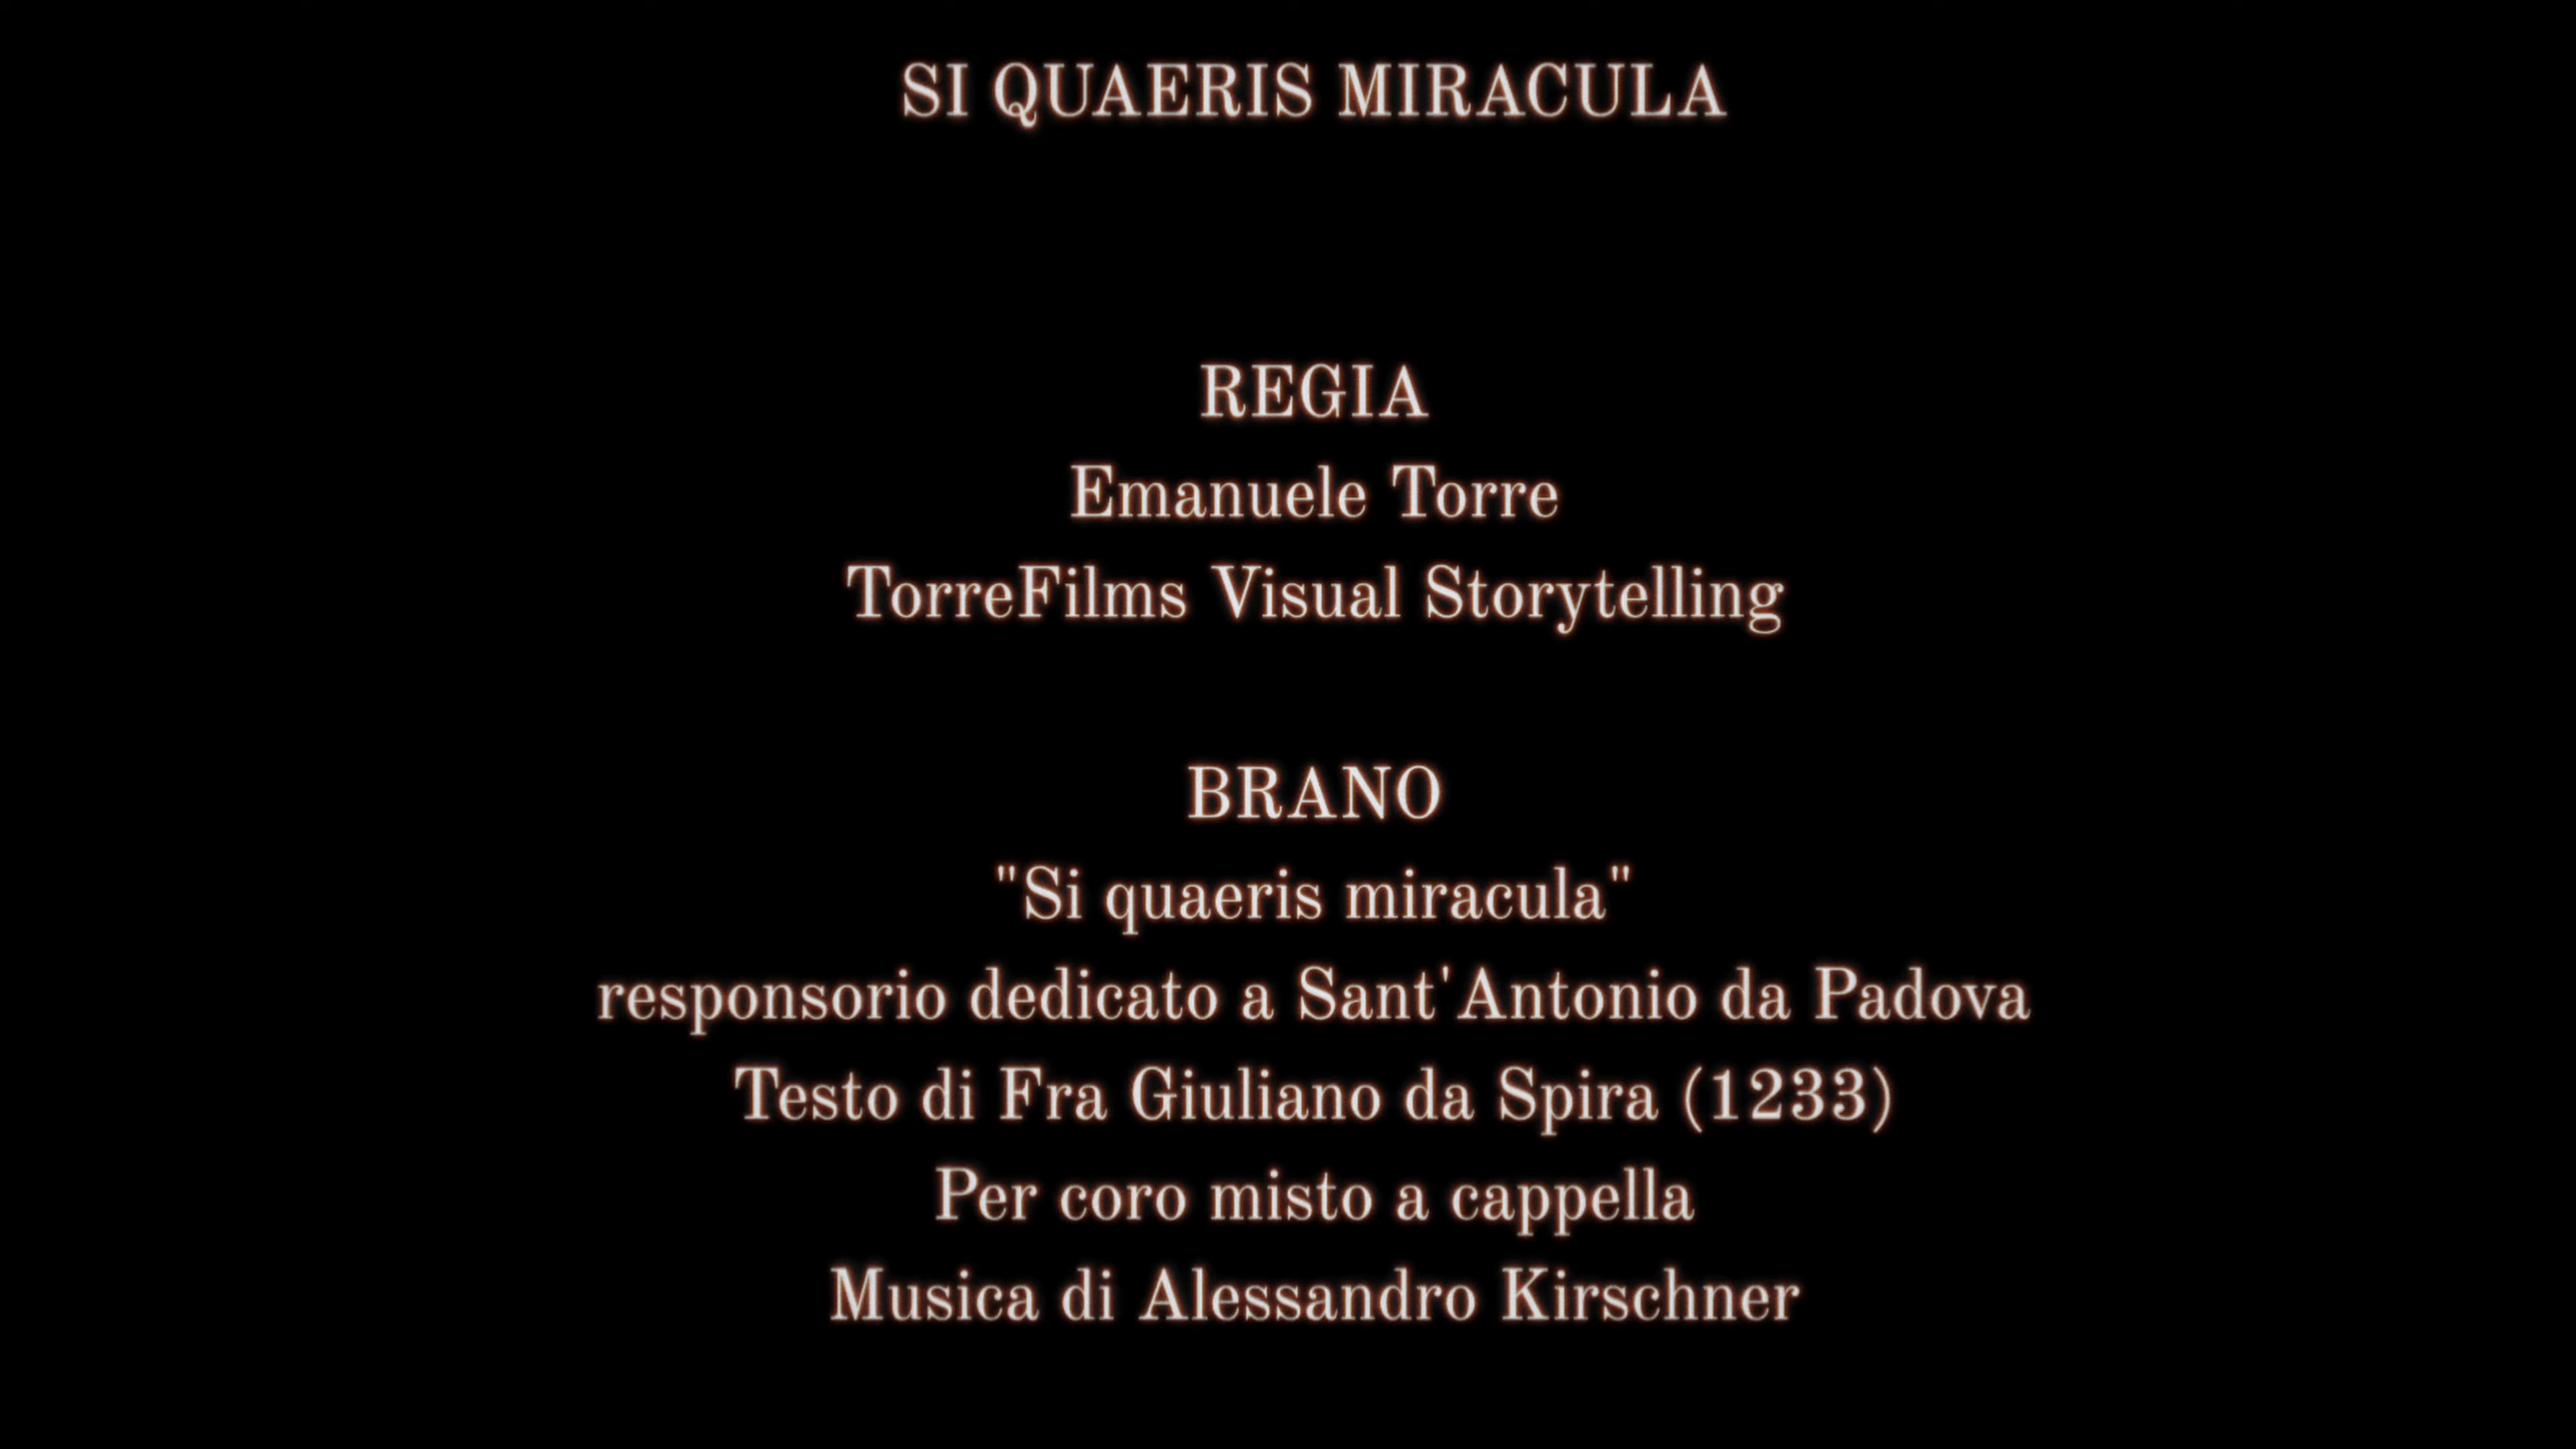 SI QUAERIS MIRACULA
REGIA
Emanuele Torre
TorreFilms Visual Storytelling
BRANO
"Si quaeris miracula"
responsorio dedicato a Sant'Antonio da Padova
Testo di Fra Giuliano da Spira (1233)
Per coro misto a cappella
Musica di Alessandro Kirschner